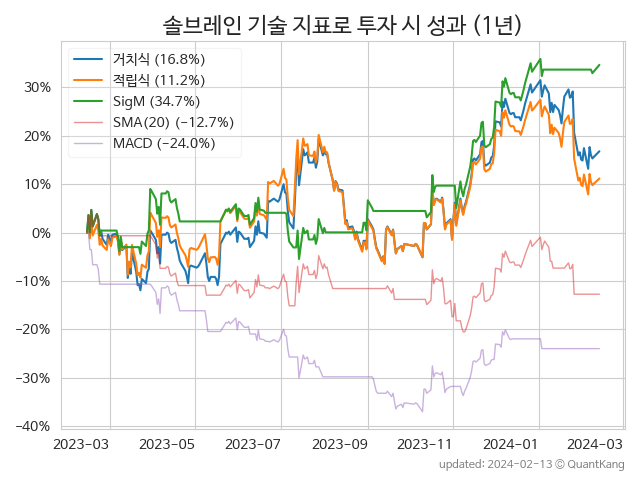 솔브레인 기술 지표로 투자 시 성과 (1년)
거치식 (16.8%)
적립식 (11.2%)
SigM (34.7%)
SMA(20) (−12.7%)
MACD (−24.0%)
30%
20%
10%
0%
−10%
−20%
−30%
−40%
2023-03 2023-05 2023-07 2023-09 2023-11 2024-01 2024-03
updated: 2024-02-13 ⓒ QuantKang